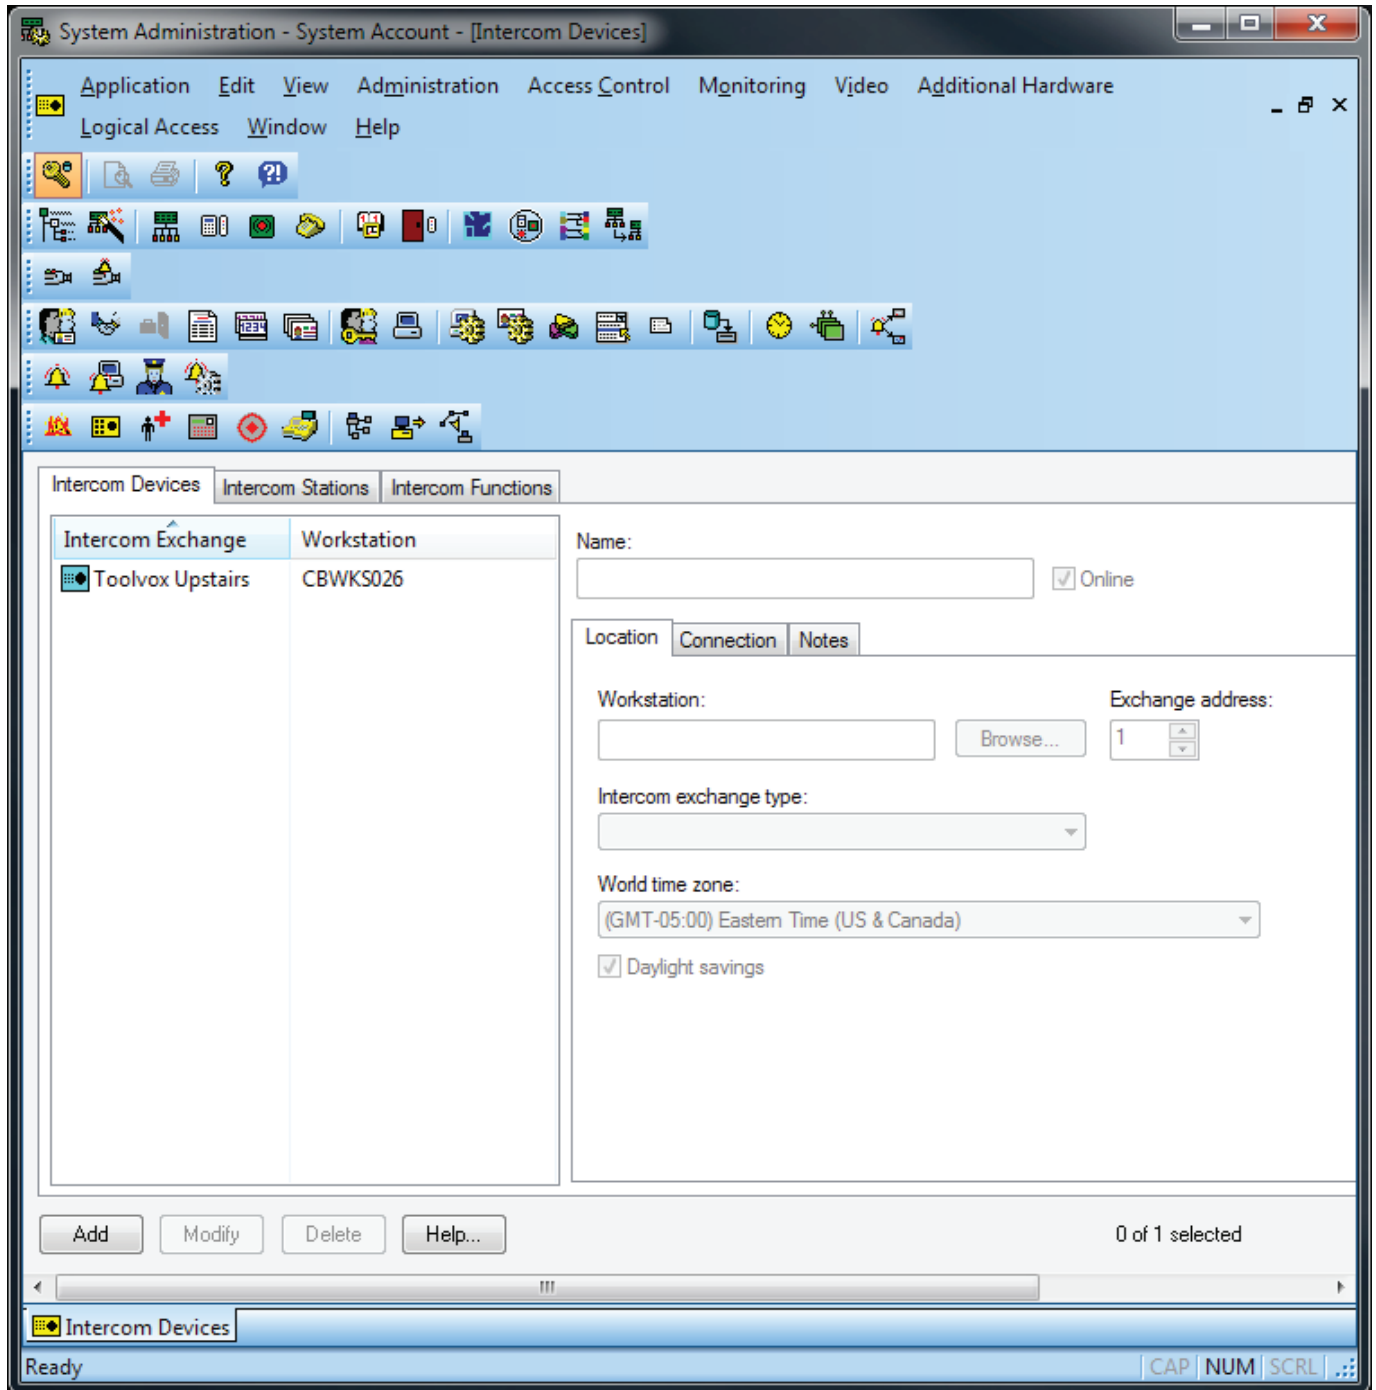 System Administration - System Account - [Intercom Devices]
Application Edit View Administration Access Control Monitoring Video Additional Hardware
Logical Access Window Help
Intercom Devices Intercom Stations Intercom Functions
Intercom Exchange Workstation
Toolvox Upstairs CBWKS026
Name:
Online
Location Connection Notes
Workstation: Exchange address:
Browse... 1
Intercom exchange type:
World time zone:
(GMT-05:00) Eastern Time (US & Canada)
Daylight savings
Add Modify Delete Help... 0 of 1 selected
Intercom Devices
Ready CAP NUM SCRL